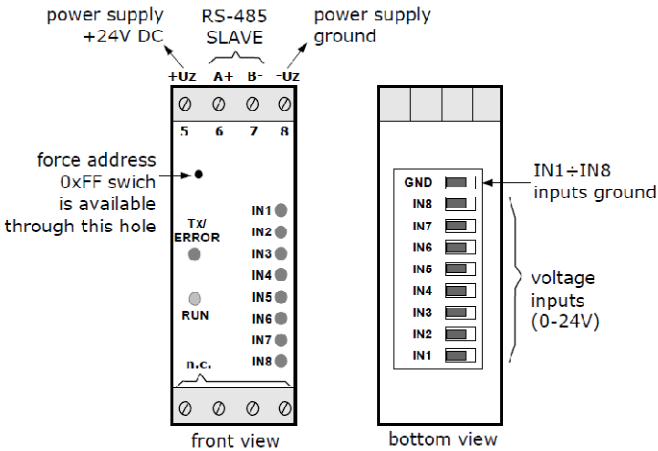 power supply
+24V DC
RS-485
SLAVE
power supply
ground
+Uz A+ B- -Uz
5 6 7 8
force address
0xFF swich
is available
through this hole
Tx/
ERROR
RUN
IN1
IN2
IN3
IN4
IN5
IN6
IN7
IN8
n.c.
front view
GND
IN8
IN7
IN6
IN5
IN4
IN3
IN2
IN1
IN1÷IN8
inputs ground
voltage
inputs
(0-24V)
bottom view